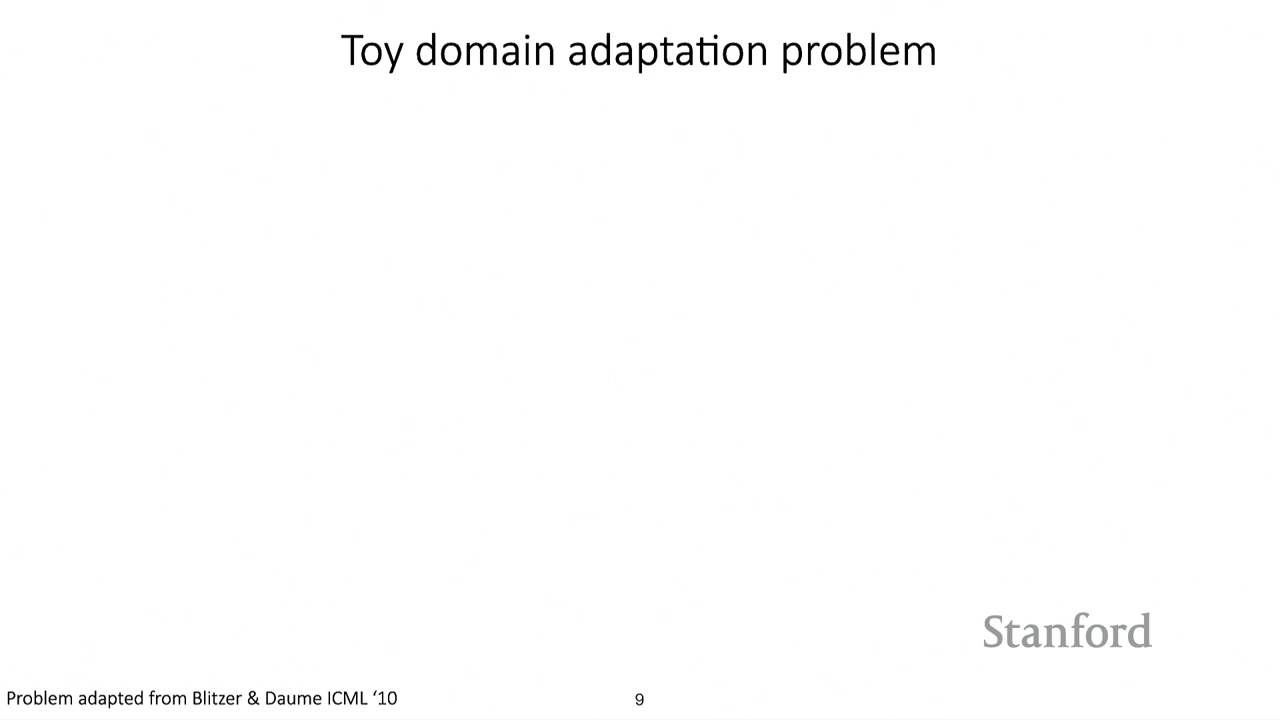 Toy domain adaptation problem
Stanford
Problem adapted from Blitzer & Daume ICML ‘10
9